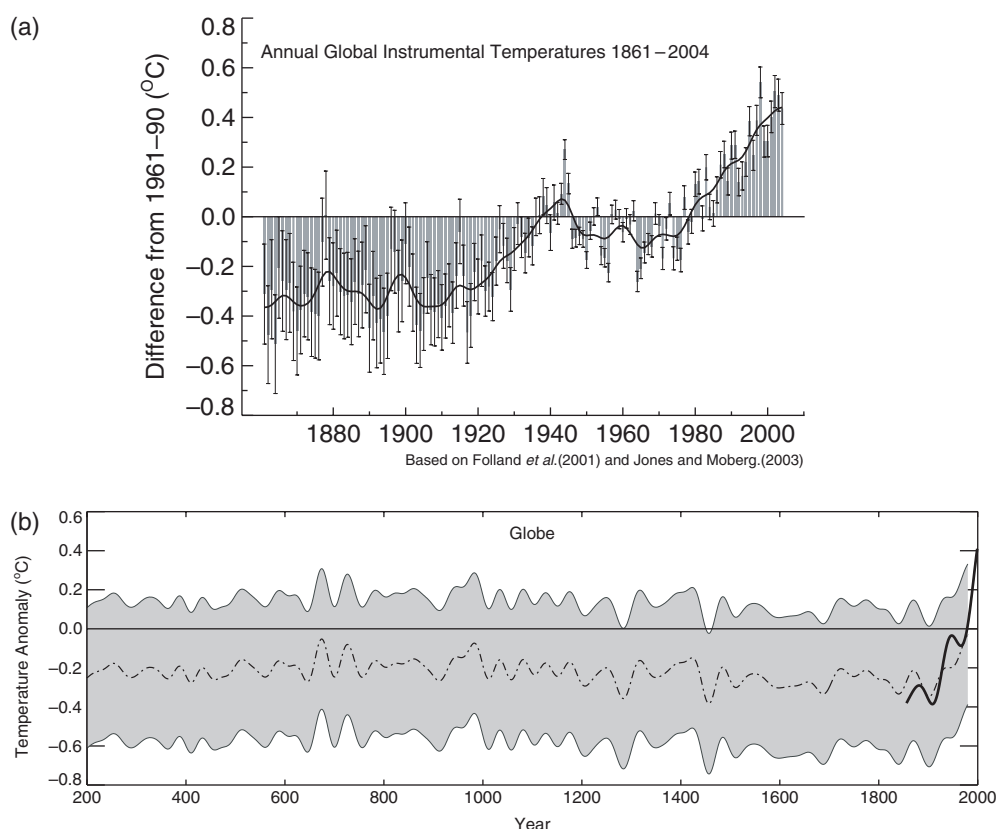 (a)
Annual Global Instrumental Temperatures 1861–2004
Difference from 1961–90 (°C)
0.8
0.6
0.4
0.2
0.0
−0.2
−0.4
−0.6
−0.8
1880 1900 1920 1940 1960 1980 2000
Based on Folland et al.(2001) and Jones and Moberg.(2003)
(b)
Globe
Temperature Anomaly (°C)
0.6
0.4
0.2
0.0
−0.2
−0.4
−0.6
−0.8
200 400 600 800 1000 1200 1400 1600 1800 2000
Year